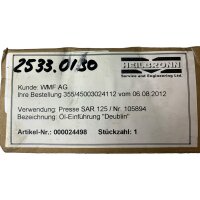 2533.0130
HEILBRONN
Service and Engineering Ltd
Kunde: WMF AG
Ihre Bestellung 355/45003024112 vom 06.08.2012
Verwendung: Presse SAR 125 / Nr. 105894
Bezeichnung: Öl-Einführung "Deublin"
Artikel-Nr.: 000024498 Stückzahl: 1